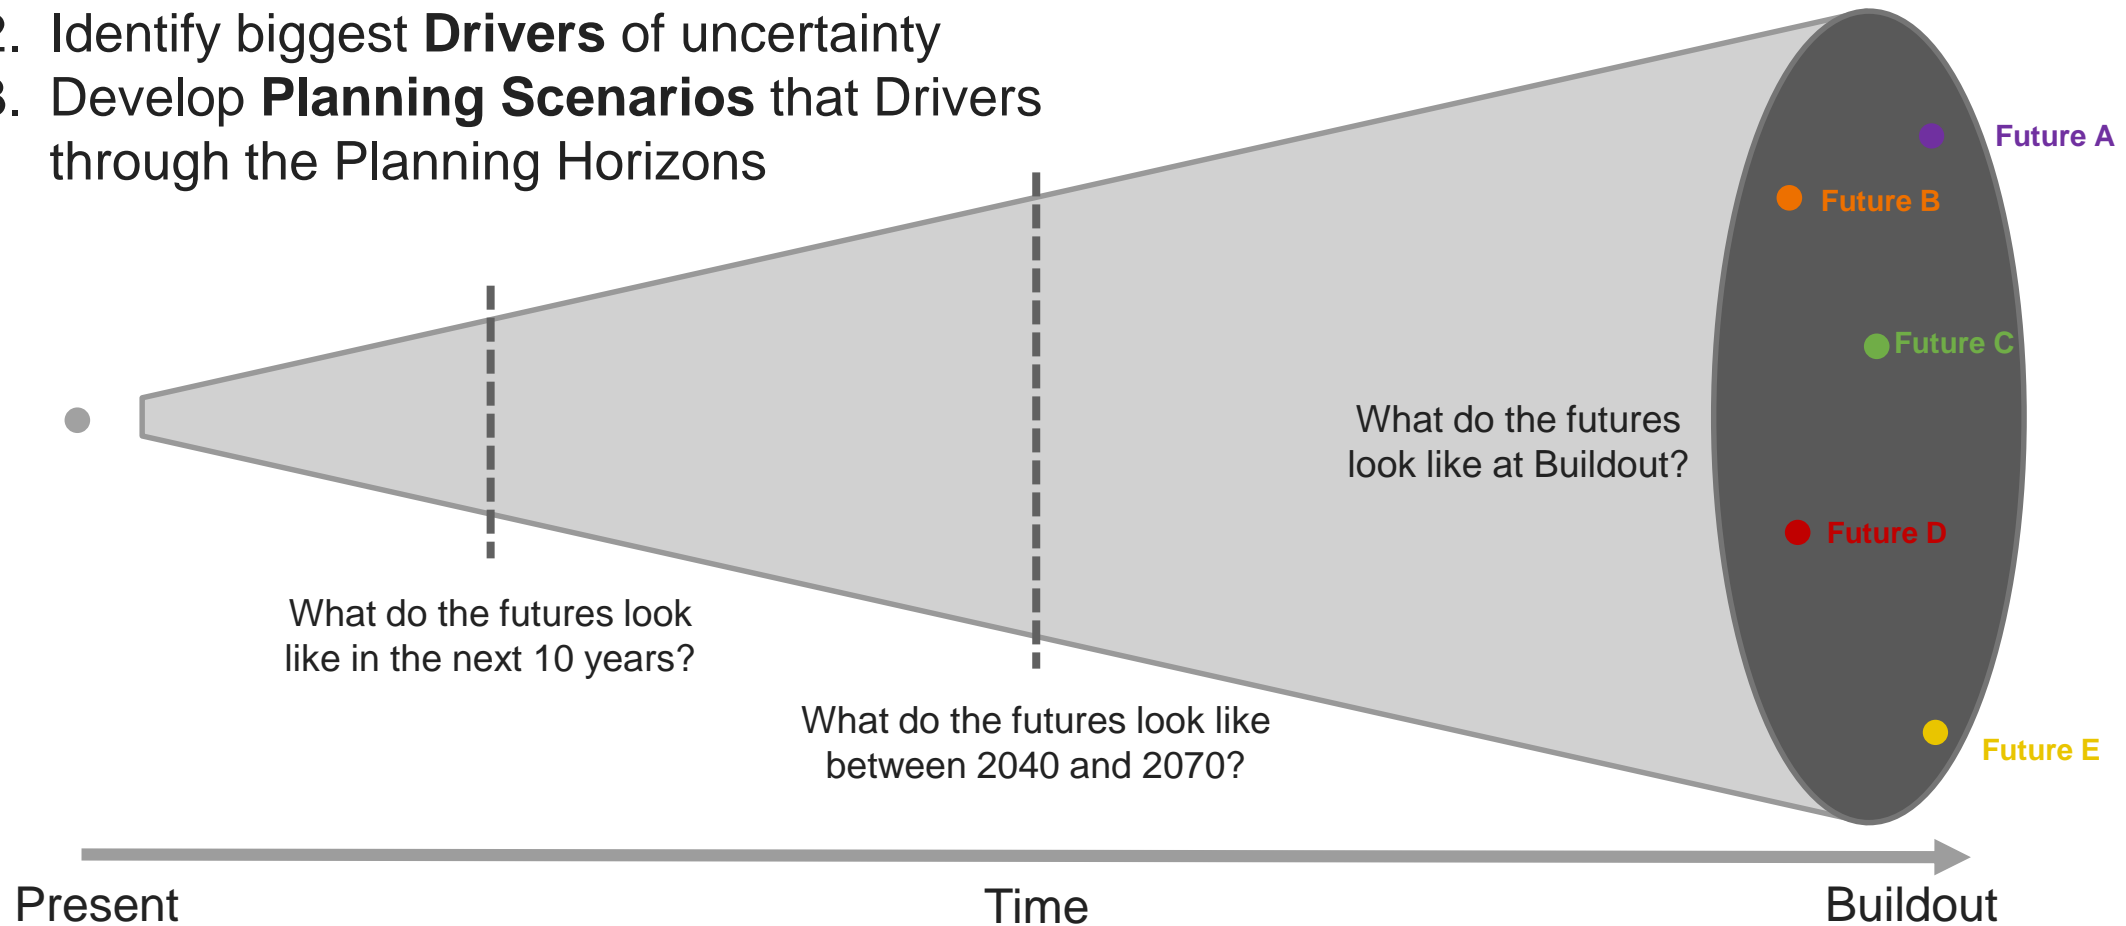 2. Identify biggest Drivers of uncertainty
3. Develop Planning Scenarios that Drivers
through the Planning Horizons
Future A
Future B
Future C
What do the futures
look like at Buildout?
Future D
What do the futures look
like in the next 10 years?
What do the futures look like
between 2040 and 2070?
Future E
Present
Time
Buildout